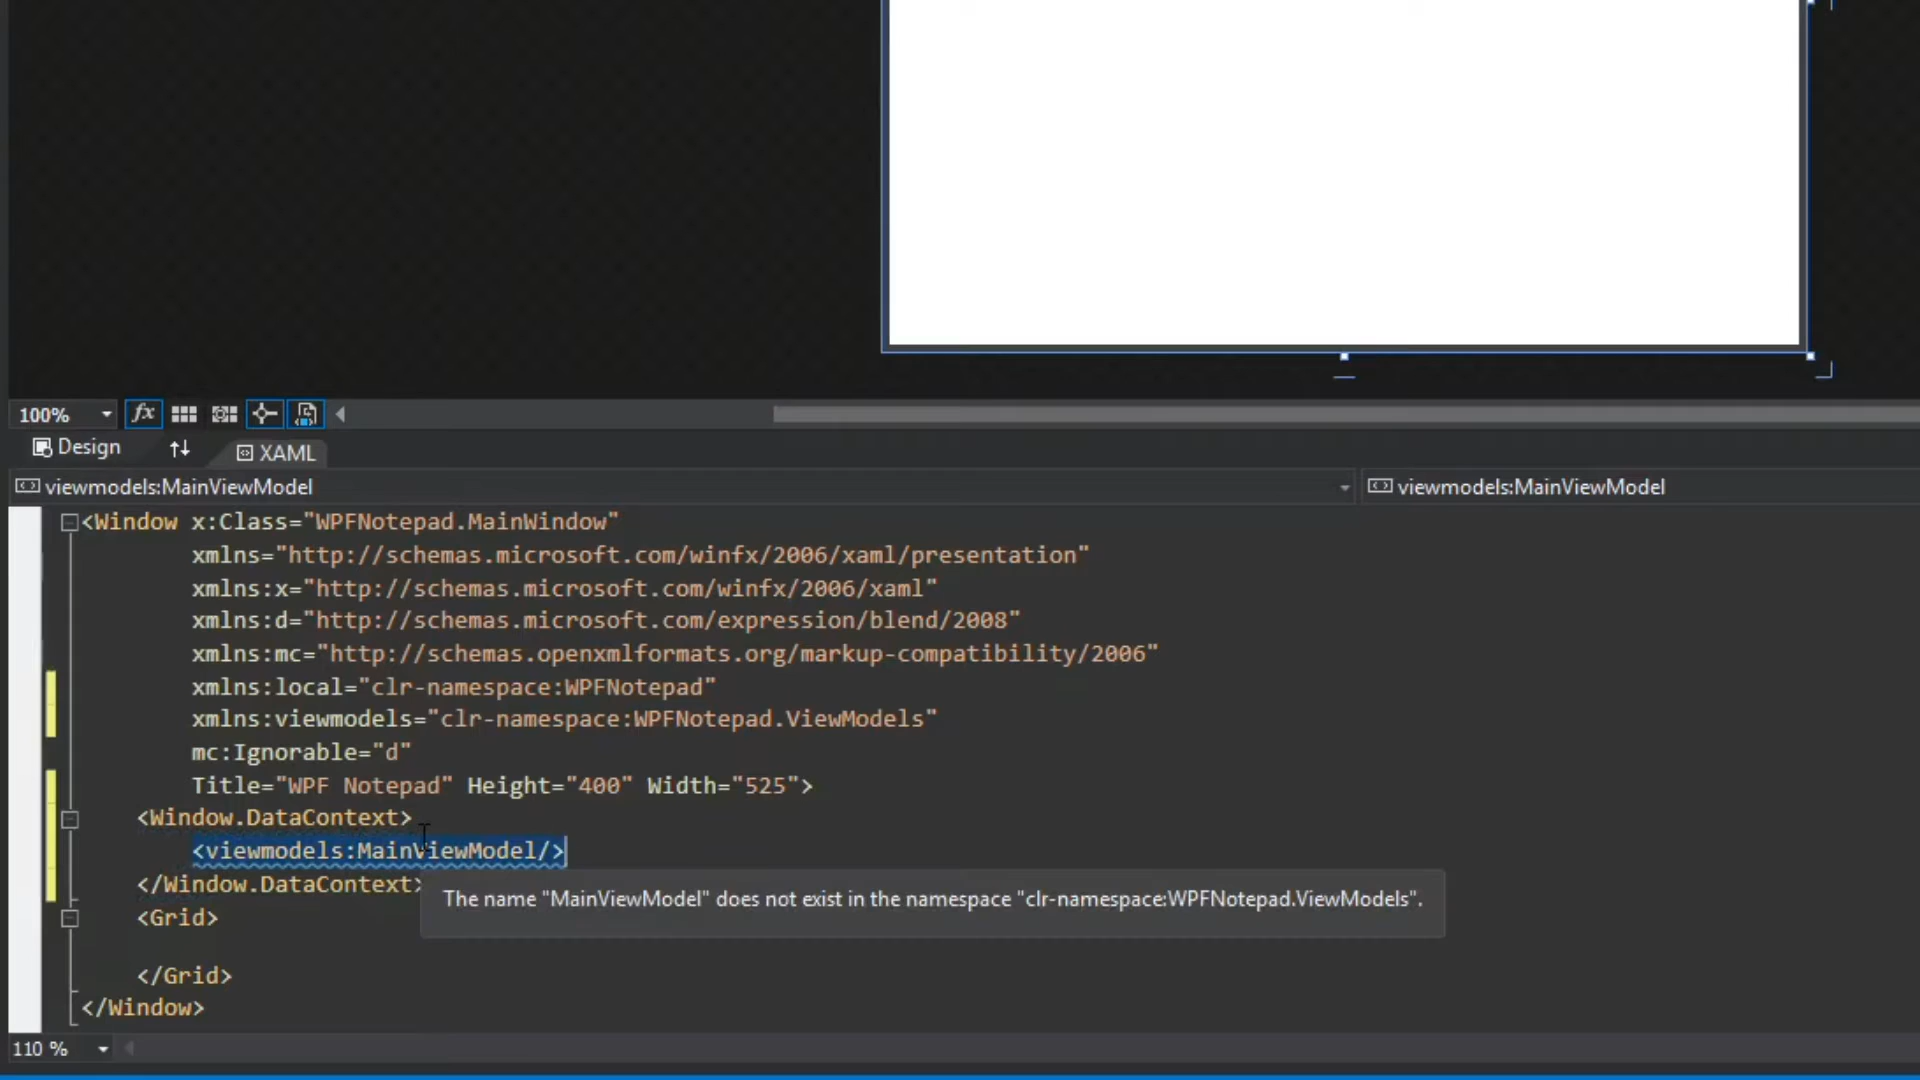 100%
Design
XAML
viewmodels:MainViewModel
viewmodels:MainViewModel
<Window x:Class="WPFNotepad.MainWindow"
xmlns="http://schemas.microsoft.com/winfx/2006/xaml/presentation"
xmlns:x="http://schemas.microsoft.com/winfx/2006/xaml"
xmlns:d="http://schemas.microsoft.com/expression/blend/2008"
xmlns:mc="http://schemas.openxmlformats.org/markup-compatibility/2006"
xmlns:local="clr-namespace:WPFNotepad"
xmlns:viewmodels="clr-namespace:WPFNotepad.ViewModels"
mc:Ignorable="d"
Title="WPF Notepad" Height="400" Width="525">
<Window.DataContext>
<viewmodels:MainViewModel/>
</Window.DataContext>
The name "MainViewModel" does not exist in the namespace "clr-namespace:WPFNotepad.ViewModels".
<Grid>
</Grid>
</Window>
110 %